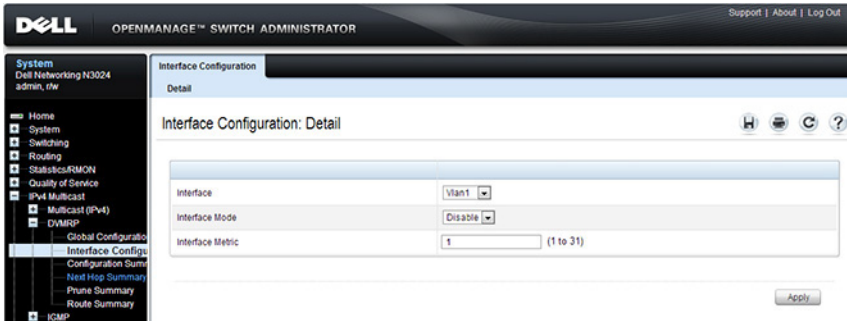 Support | About | Log Out
DELL OPENMANAGE™ SWITCH ADMINISTRATOR
System
Dell Networking N3024
admin, r/w
Home
System
Switching
Routing
Statistics/RMON
Quality of Service
IPv4 Multicast
Multicast (IPv4)
DVMRP
Global Configuratio
Interface Configu
Configuration Summ
Next Hop Summary
Prune Summary
Route Summary
IGMP
Interface Configuration
Detail
Interface Configuration: Detail
Interface Vlan1
Interface Mode Disable
Interface Metric 1 (1 to 31)
Apply